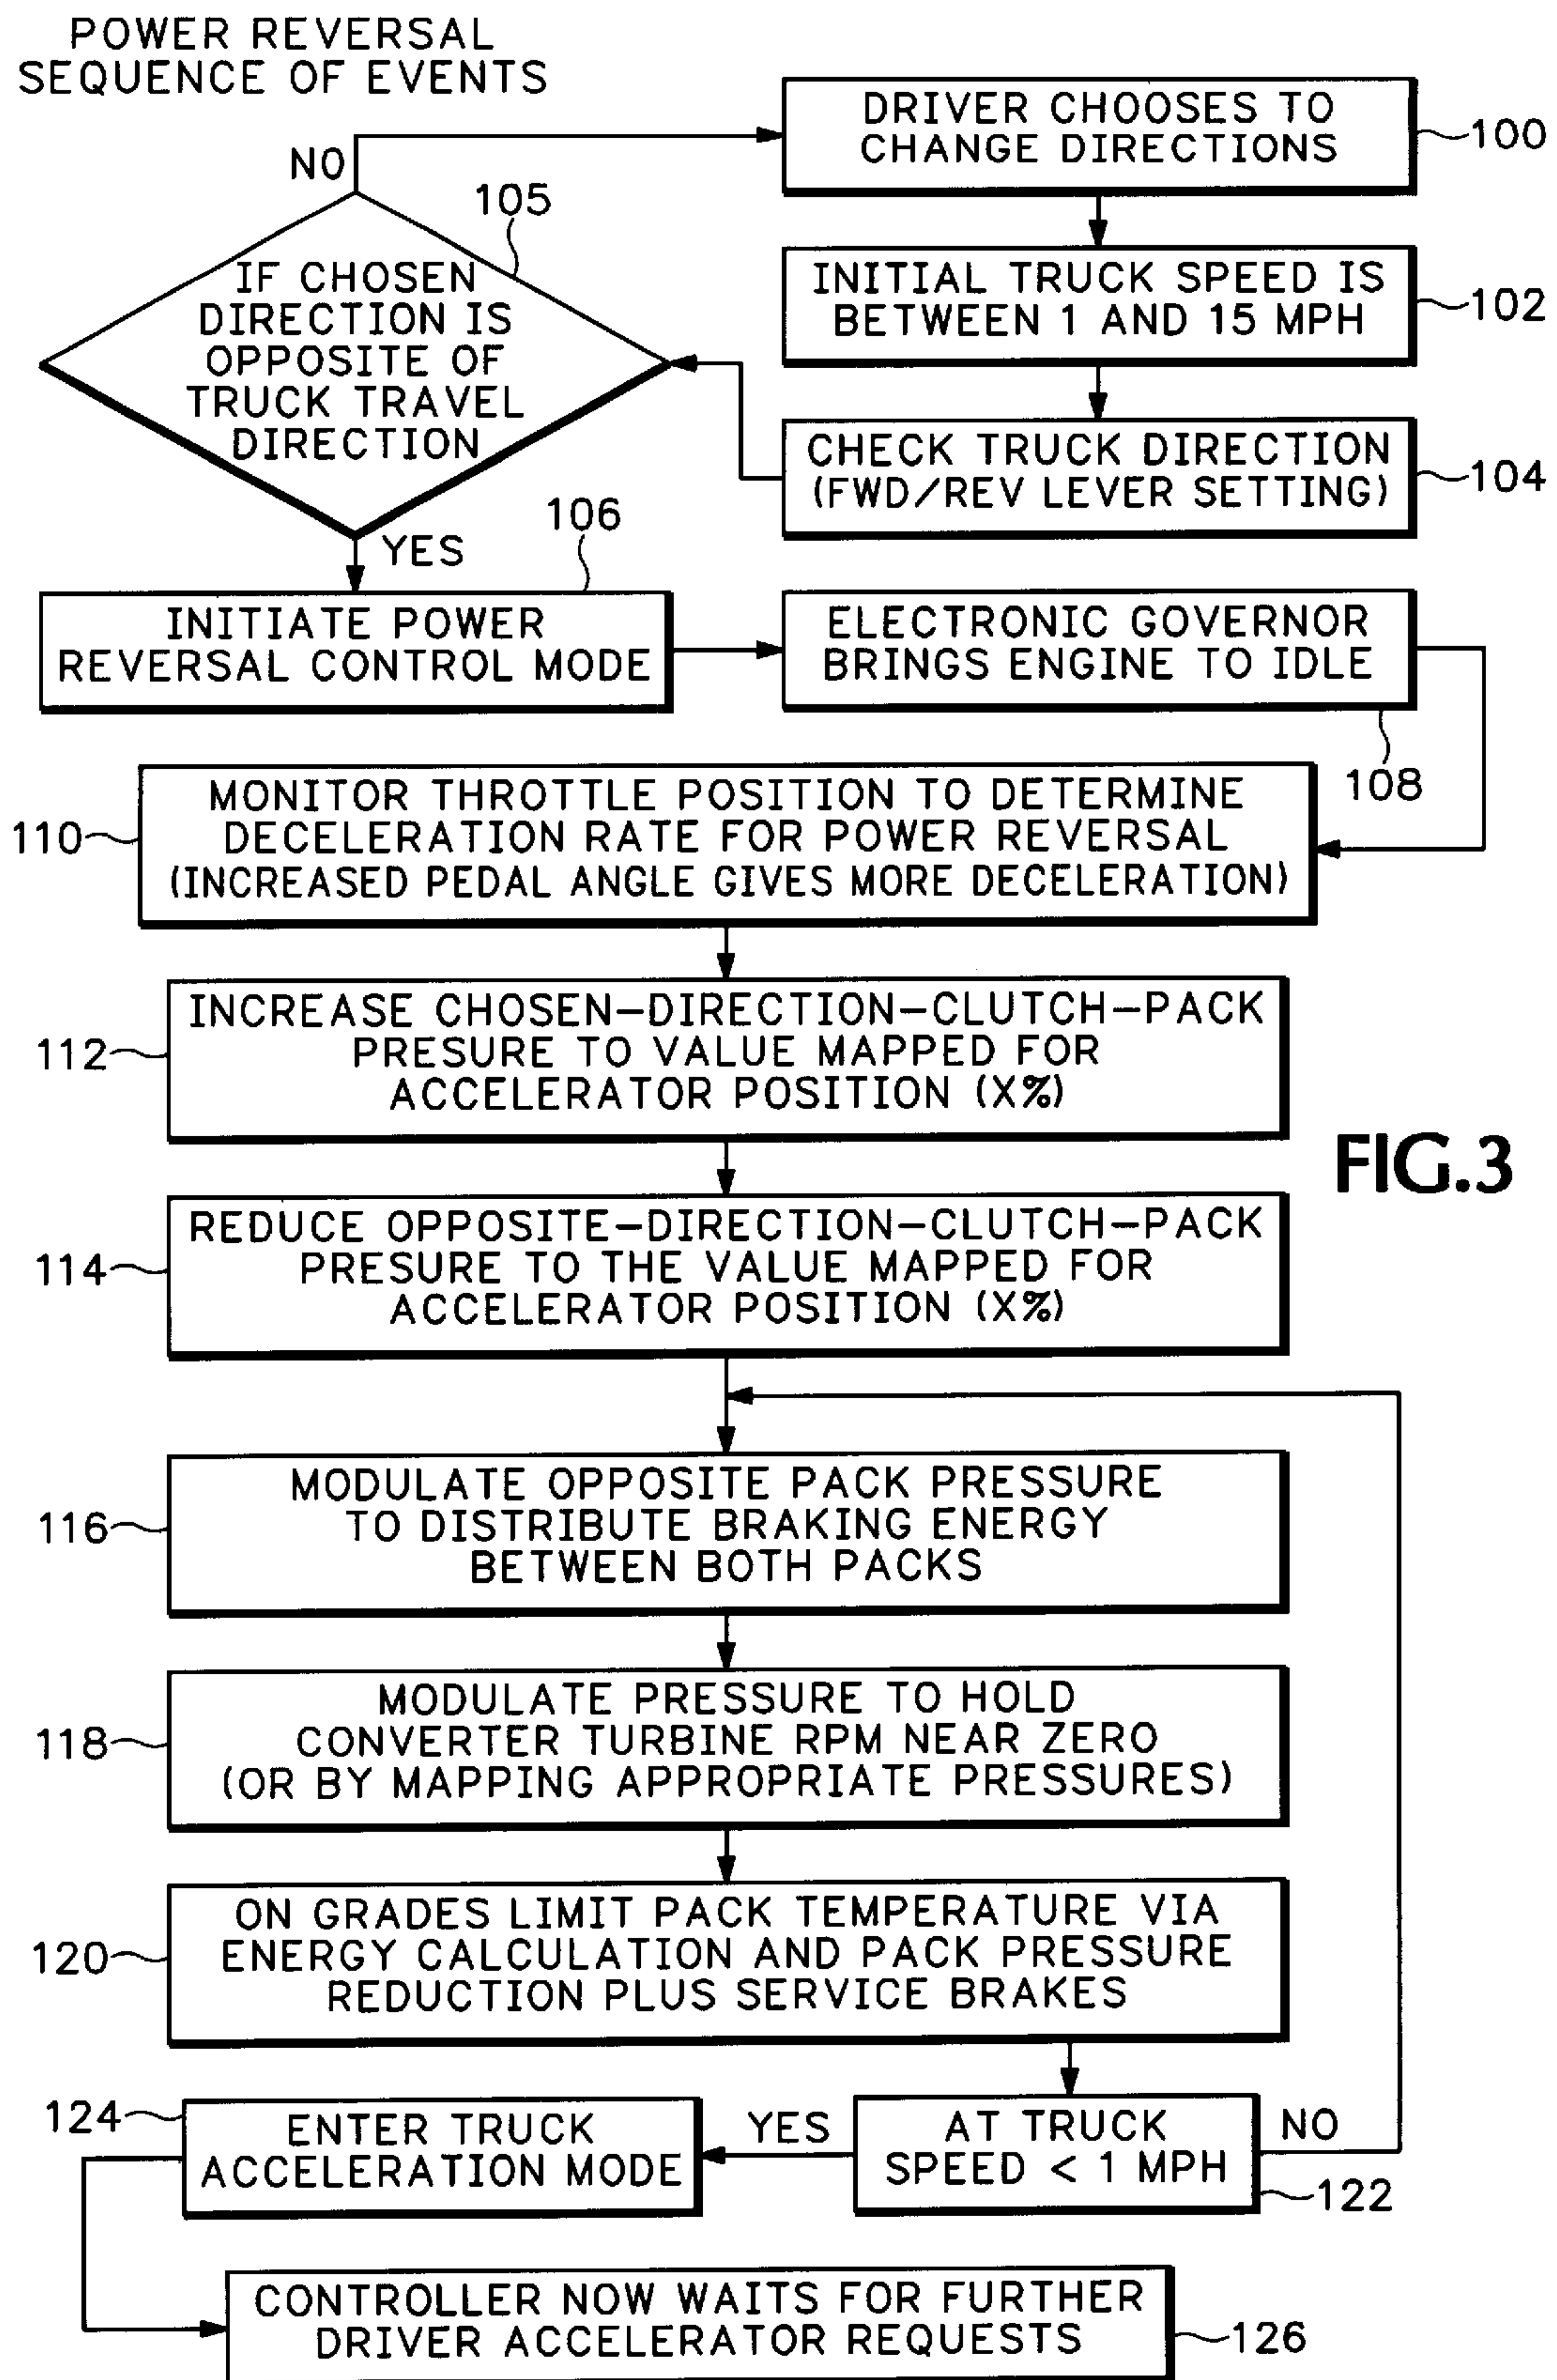 POWER REVERSAL
SEQUENCE OF EVENTS
DRIVER CHOOSES TO
CHANGE DIRECTIONS
100
INITIAL TRUCK SPEED IS
BETWEEN 1 AND 15 MPH
102
CHECK TRUCK DIRECTION
(FWD/REV LEVER SETTING)
104
NO
105
IF CHOSEN
DIRECTION IS
OPPOSITE OF
TRUCK TRAVEL
DIRECTION
YES
106
INITIATE POWER
REVERSAL CONTROL MODE
ELECTRONIC GOVERNOR
BRINGS ENGINE TO IDLE
108
110
MONITOR THROTTLE POSITION TO DETERMINE
DECELERATION RATE FOR POWER REVERSAL
(INCREASED PEDAL ANGLE GIVES MORE DECELERATION)
112
INCREASE CHOSEN-DIRECTION-CLUTCH-PACK
PRESURE TO VALUE MAPPED FOR
ACCELERATOR POSITION (X%)
FIG.3
114
REDUCE OPPOSITE-DIRECTION-CLUTCH-PACK
PRESURE TO THE VALUE MAPPED FOR
ACCELERATOR POSITION (X%)
116
MODULATE OPPOSITE PACK PRESSURE
TO DISTRIBUTE BRAKING ENERGY
BETWEEN BOTH PACKS
118
MODULATE PRESSURE TO HOLD
CONVERTER TURBINE RPM NEAR ZERO
(OR BY MAPPING APPROPRIATE PRESSURES)
120
ON GRADES LIMIT PACK TEMPERATURE VIA
ENERGY CALCULATION AND PACK PRESSURE
REDUCTION PLUS SERVICE BRAKES
AT TRUCK
SPEED < 1 MPH
122
NO
YES
124
ENTER TRUCK
ACCELERATION MODE
CONTROLLER NOW WAITS FOR FURTHER
DRIVER ACCELERATOR REQUESTS
126